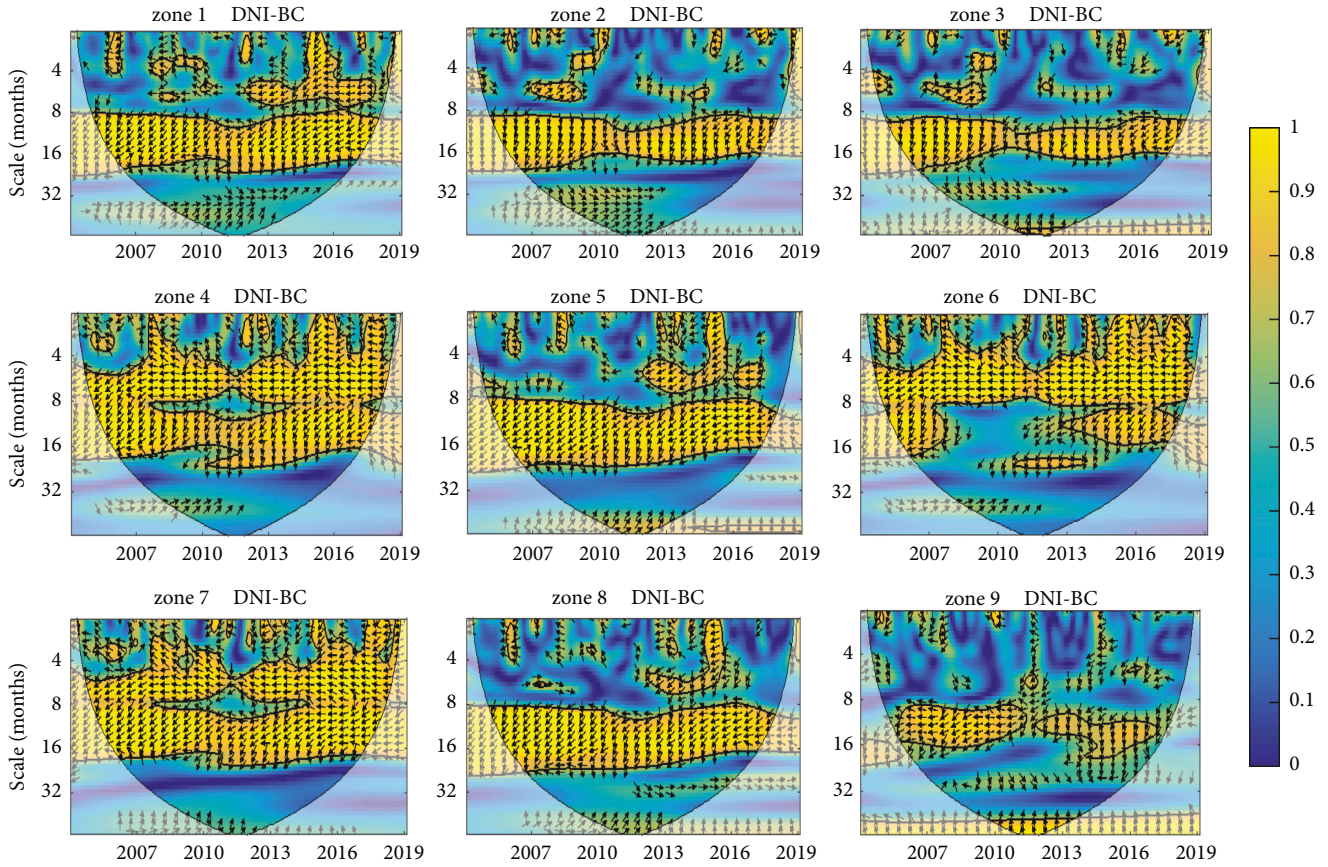 zone 1 DNI-BC
zone 2 DNI-BC
zone 3 DNI-BC
Scale (months)
4
8
16
32
2007 2010 2013 2016 2019
4
8
16
32
2007 2010 2013 2016 2019
4
8
16
32
2007 2010 2013 2016 2019
zone 4 DNI-BC
zone 5 DNI-BC
zone 6 DNI-BC
Scale (months)
4
8
16
32
2007 2010 2013 2016 2019
4
8
16
32
2007 2010 2013 2016 2019
4
8
16
32
2007 2010 2013 2016 2019
zone 7 DNI-BC
zone 8 DNI-BC
zone 9 DNI-BC
Scale (months)
4
8
16
32
2007 2010 2013 2016 2019
4
8
16
32
2007 2010 2013 2016 2019
4
8
16
32
2007 2010 2013 2016 2019
1
0.9
0.8
0.7
0.6
0.5
0.4
0.3
0.2
0.1
0